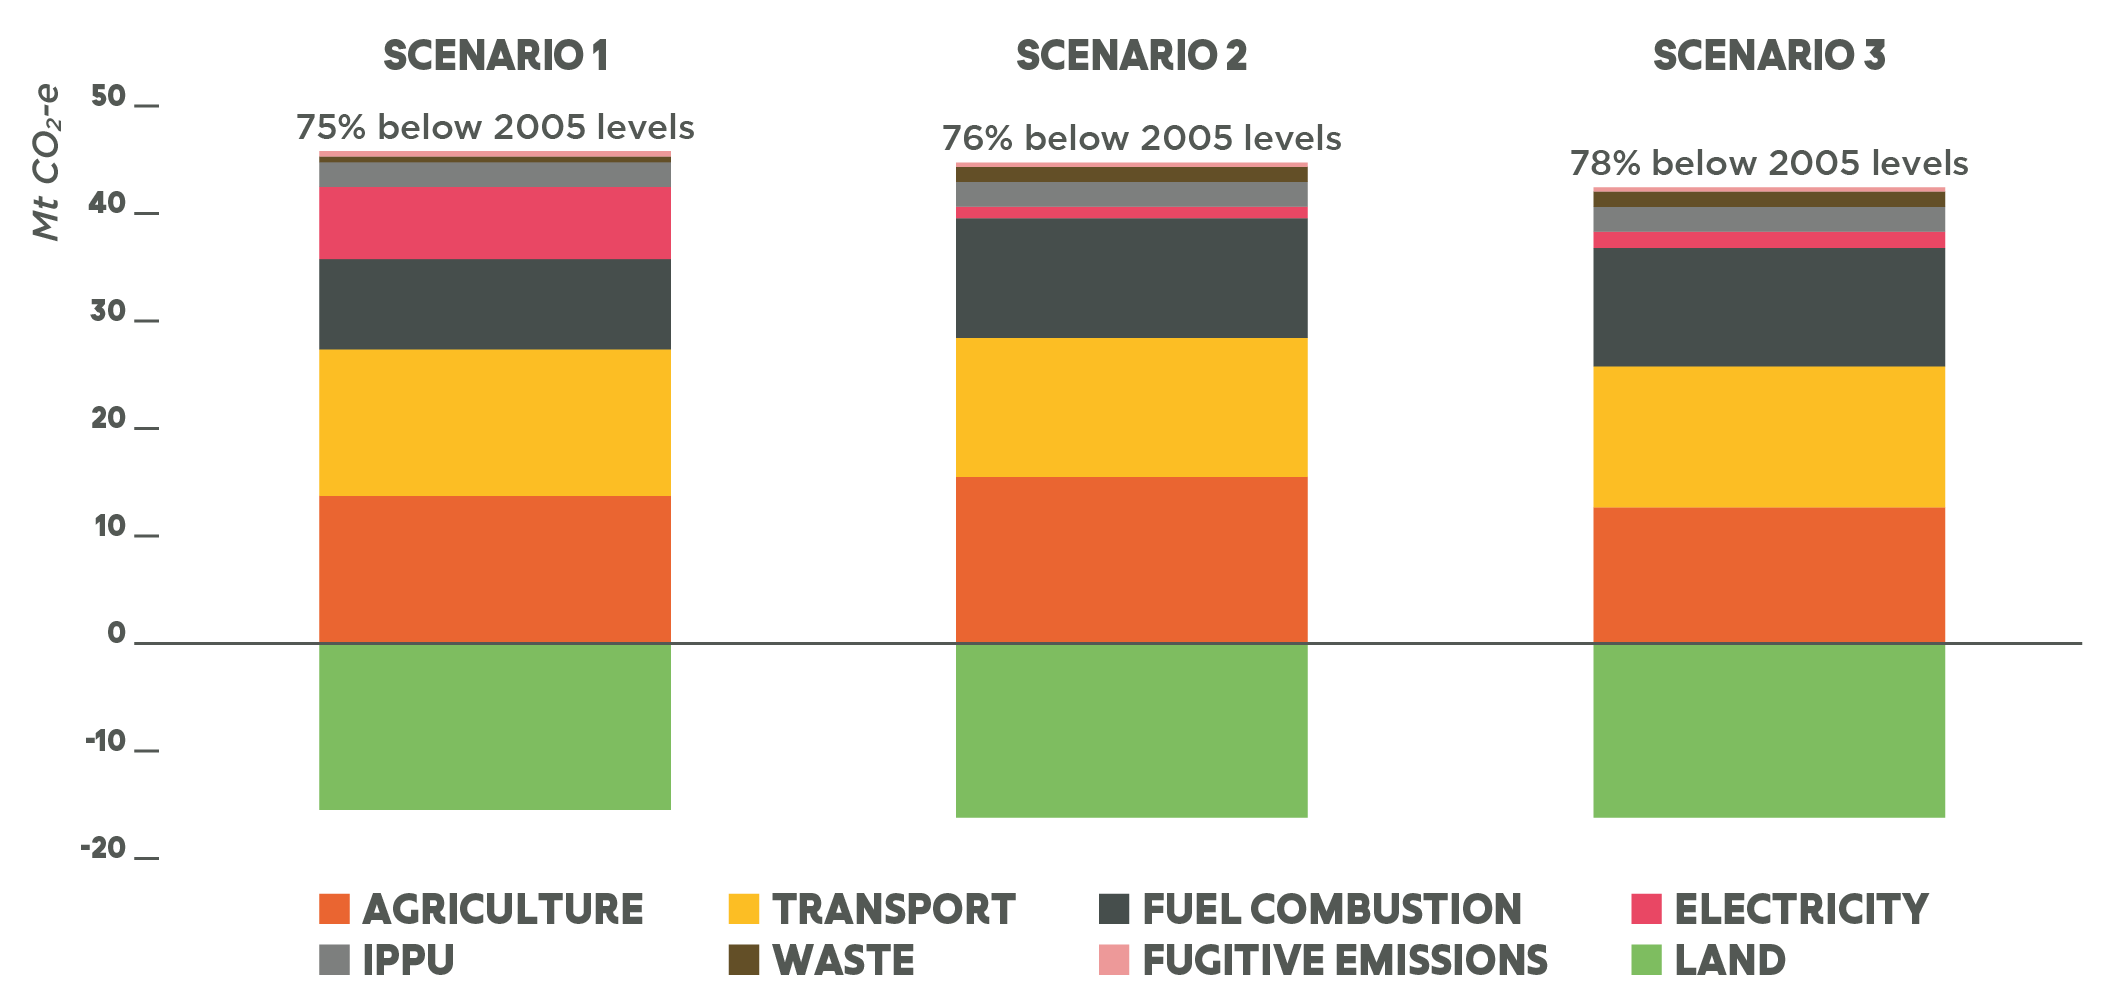 SCENARIO 1
SCENARIO 2
SCENARIO 3
Mt CO₂-e
75% below 2005 levels
76% below 2005 levels
78% below 2005 levels
50
40
30
20
10
0
-10
-20
AGRICULTURE
TRANSPORT
FUEL COMBUSTION
ELECTRICITY
IPPU
WASTE
FUGITIVE EMISSIONS
LAND